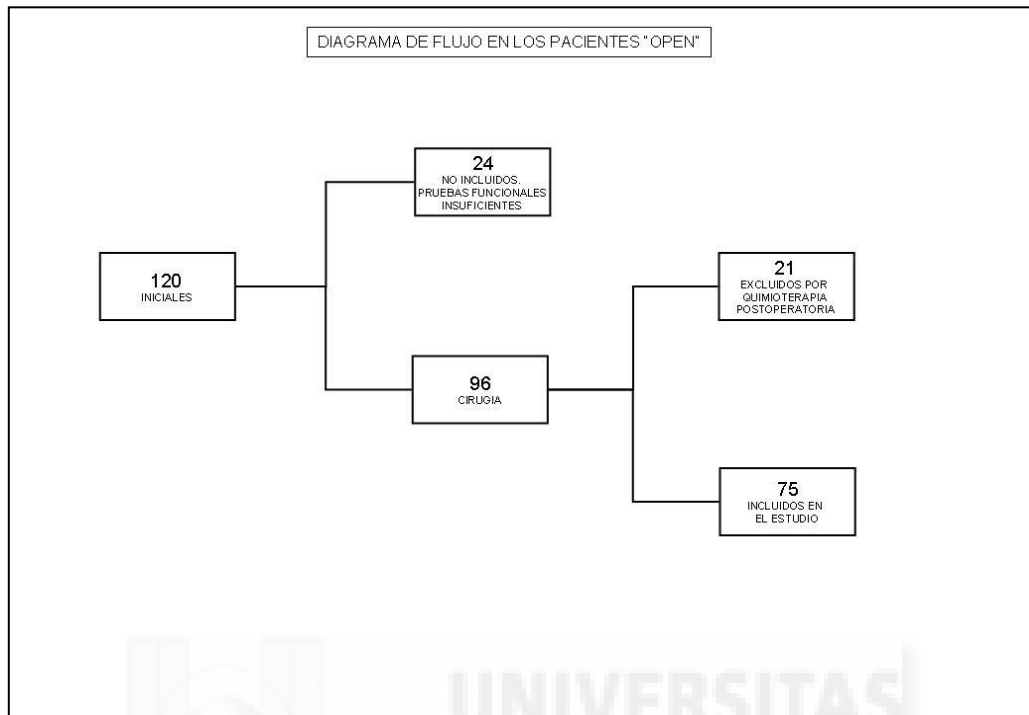 DIAGRAMA DE FLUJO EN LOS PACIENTES "OPEN"
24
NO INCLUIDOS.
PRUEBAS FUNCIONALES
INSUFICIENTES
120
INICIALES
21
EXCLUIDOS POR
QUIMIOTERAPIA
POSTOPERATORIA
96
CIRUGIA
75
INCLUIDOS EN
EL ESTUDIO
UNIVERSITAS